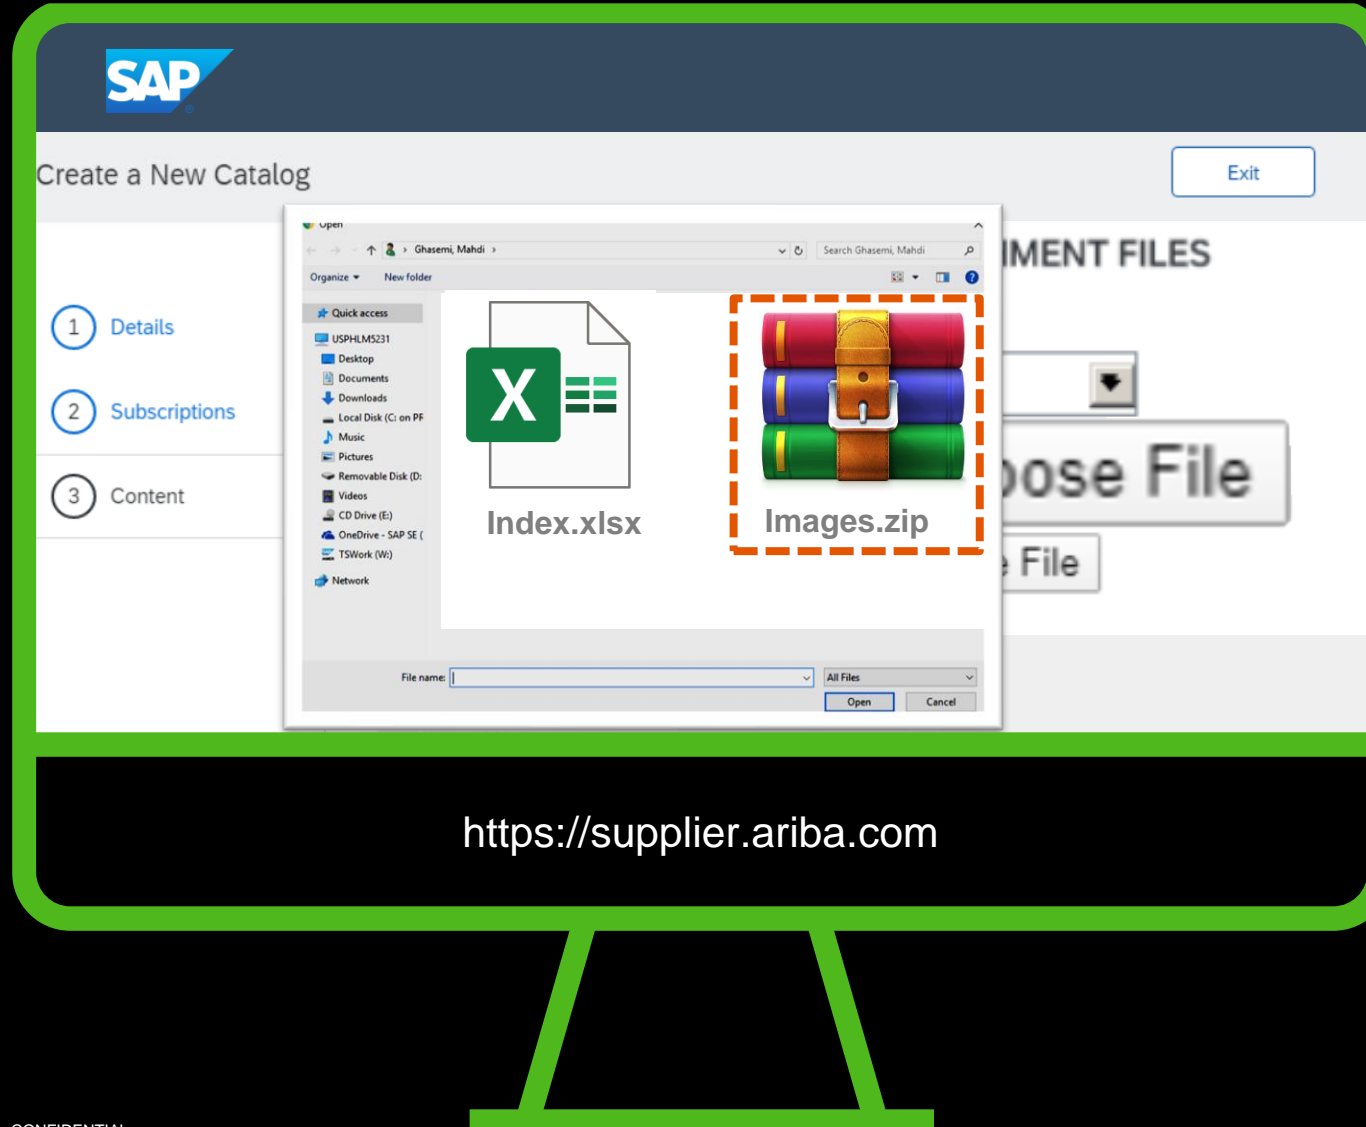 SAP
Create a New Catalog
Exit
Open
Ghasemi, Mahdi
Search Ghasemi, Mahdi
Organize
New folder
MENT FILES
1 Details
2 Subscriptions
3 Content
Quick access
USPHLM5231
Desktop
Documents
Downloads
Local Disk (C: on PF
Music
Pictures
Removable Disk (D:
Videos
CD Drive (E:)
OneDrive - SAP SE (
TSWork (W:)
Network
X
Index.xlsx
Images.zip
ose File
File
File name:
All Files
Open
Cancel
https://supplier.ariba.com
CONFIDENTIAL